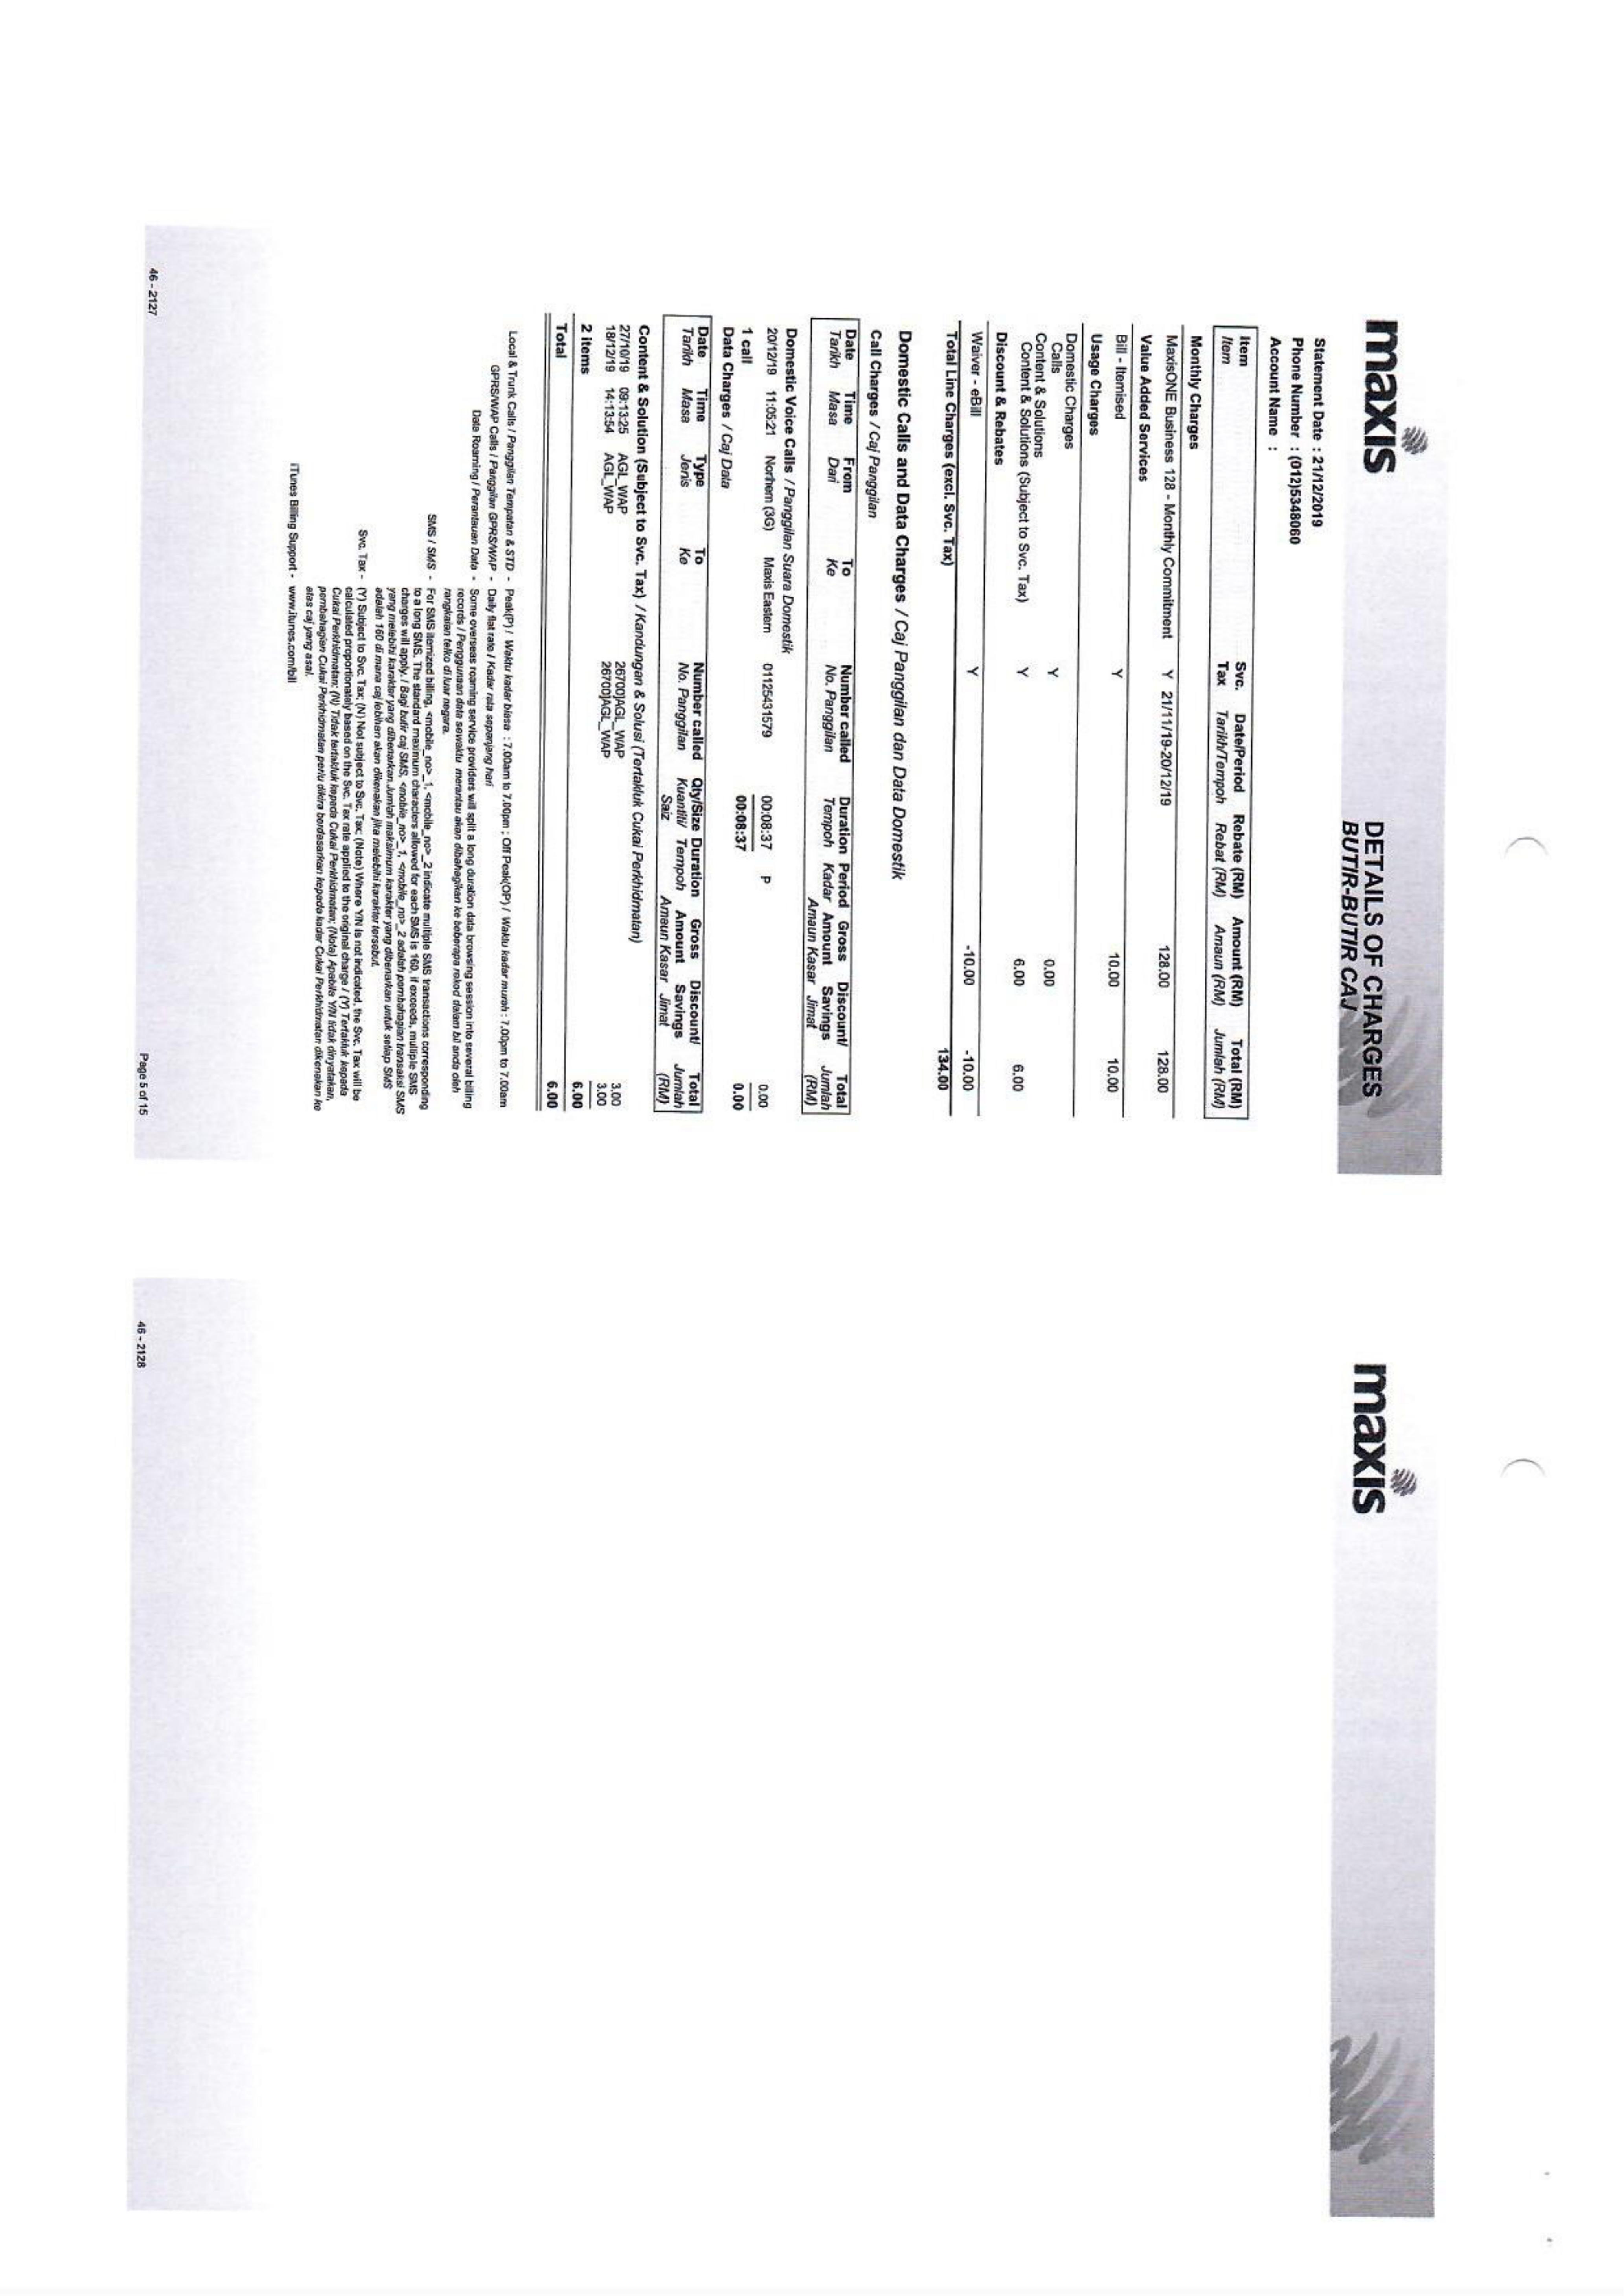 maxis
DETAILS OF CHARGES
BUTIR-BUTIR CAJ
Statement Date : 21/12/2019
Phone Number : (012)5348060
Account Name :
Item Svc. Date/Period Rebate (RM) Amount (RM) Total (RM)
Item Tax Tarikh/Tempoh Rebat (RM) Amaun (RM) Jumlah (RM)
Monthly Charges
MaxisONE Business 128 - Monthly Commitment Y 21/11/19-20/12/19 128.00 128.00
Value Added Services
Bill - Itemised Y 10.00 10.00
Usage Charges
Domestic Charges
Calls Y 0.00
Content & Solutions
Content & Solutions (Subject to Svc. Tax) Y 6.00 6.00
Discount & Rebates
Waiver - eBill Y -10.00 -10.00
Total Line Charges (excl. Svc. Tax) 134.00
Domestic Calls and Data Charges / Caj Panggilan dan Data Domestik
Call Charges / Caj Panggilan
Date Time From To Number called Duration Period Gross Discount/ Total
Tarikh Masa Dari Ke No. Panggilan Tempoh Kadar Amount Savings Jumlah
Amaun Kasar Jimat (RM)
Domestic Voice Calls / Panggilan Suara Domestik
20/12/19 11:05:21 Northern (3G) Maxis Eastern 01125431579 00:08:37 P 0.00
1 call 00:08:37 0.00
Data Charges / Caj Data
Date Time Type To Number called Qty/Size Duration Gross Discount/ Total
Tarikh Masa Jenis Ke No. Panggilan Kuantiti/ Tempoh Amount Savings Jumlah
Saiz Amaun Kasar Jimat (RM)
Content & Solution (Subject to Svc. Tax) / Kandungan & Solusi (Tertakluk Cukai Perkhidmatan)
27/10/19 09:13:25 AGL_WAP 26700|AGL_WAP 3.00
18/12/19 14:13:54 AGL_WAP 26700|AGL_WAP 3.00
2 items 6.00
Total 6.00
Local & Trunk Calls / Panggilan Tempatan & STD - Peak(P) / Waktu kadar biasa : 7.00am to 7.00pm ; Off Peak(OP) / Waktu kadar murah : 7.00pm to 7.00am
GPRS/WAP Calls / Panggilan GPRS/WAP - Daily flat rate / Kadar rata sepanjang hari
Data Roaming / Perantauan Data - Some overseas roaming service providers will split a long duration data browsing session into several billing
records / Penggunaan data sewaktu merantau akan dibahagikan ke beberapa rekod dalam bil anda oleh
rangkaian telko di luar negara.
SMS / SMS - For SMS itemized billing, <mobile_no>_1, <mobile_no>_2 indicate multiple SMS transactions corresponding
to a long SMS. The standard maximum characters allowed for each SMS is 160, if exceeds, multiple SMS
charges will apply. / Bagi butir caj SMS, <mobile_no>_1, <mobile_no>_2 adalah pembahagian transaksi SMS
yang melebihi karakter yang dibenarkan.Jumlah maksimum karakter yang dibenarkan untuk setiap SMS
adalah 160 di mana caj lebihan akan dikenakan jika melebihi karakter tersebut.
Svc. Tax - (Y) Subject to Svc. Tax; (N) Not subject to Svc. Tax; (Note) Where Y/N is not indicated, the Svc. Tax will be
calculated proportionately based on the Svc. Tax rate applied to the original charge / (Y) Tertakluk kepada
Cukai Perkhidmatan; (N) Tidak tertakluk kepada Cukai Perkhidmatan; (Nota) Apabila Y/N tidak dinyatakan,
pembahagian Cukai Perkhidmatan perlu dikira berdasarkan kepada kadar Cukai Perkhidmatan dikenakan ke
atas caj yang asal.
iTunes Billing Support - www.itunes.com/bill
46 - 2127
Page 5 of 15
maxis
46 - 2128